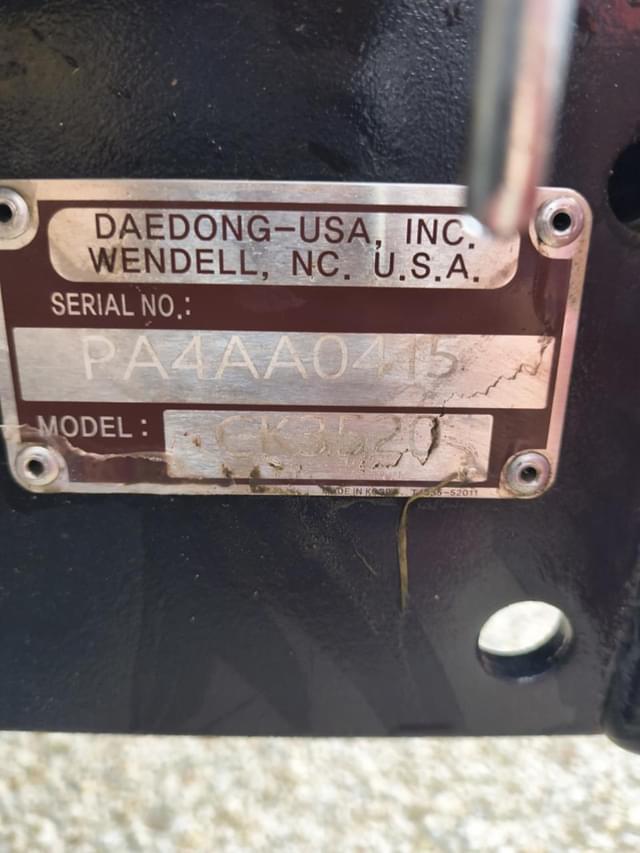 DAEDONG-USA, INC.
WENDELL, NC. U.S.A.
SERIAL NO.:
PA4AA0415
MODEL: CK3520
MADE IN KOREA